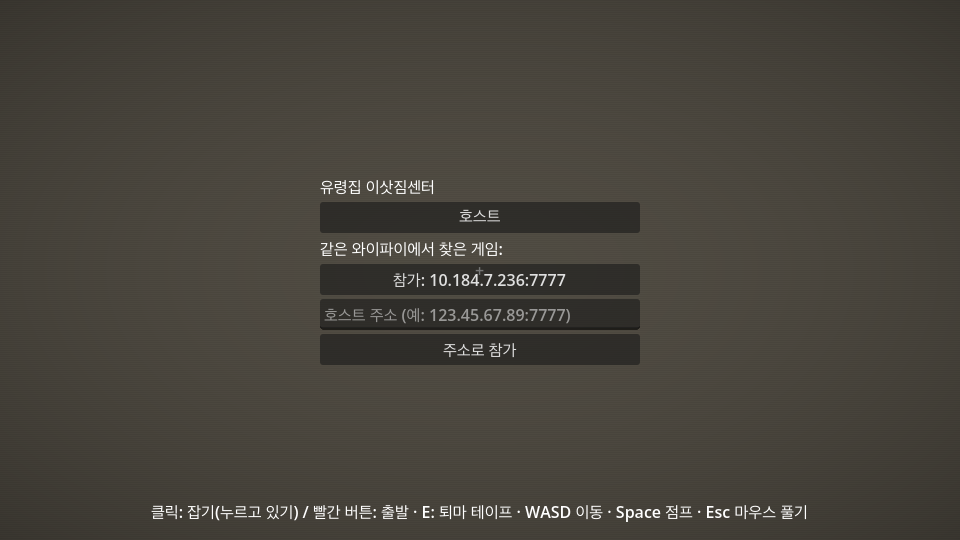 유령집 이삿짐센터
호스트
같은 와이파이에서 찾은 게임:
참가: 10.184.7.236:7777
호스트 주소 (예: 123.45.67.89:7777)
주소로 참가
클릭: 잡기(누르고 있기) / 빨간 버튼: 출발 · E: 퇴마 테이프 · WASD 이동 · Space 점프 · Esc 마우스 풀기